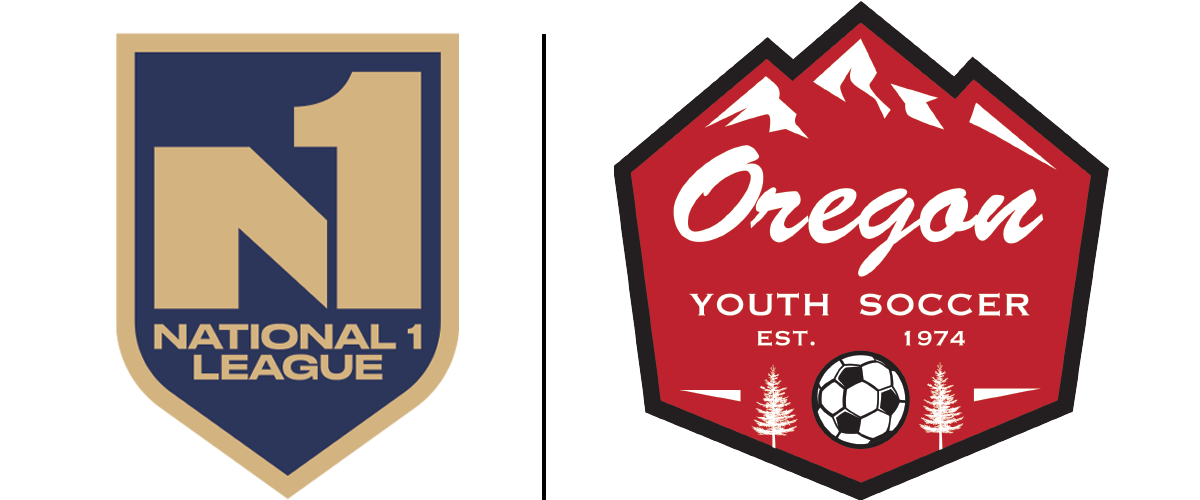 N1
NATIONAL 1
LEAGUE
Oregon
YOUTH SOCCER
EST. 1974